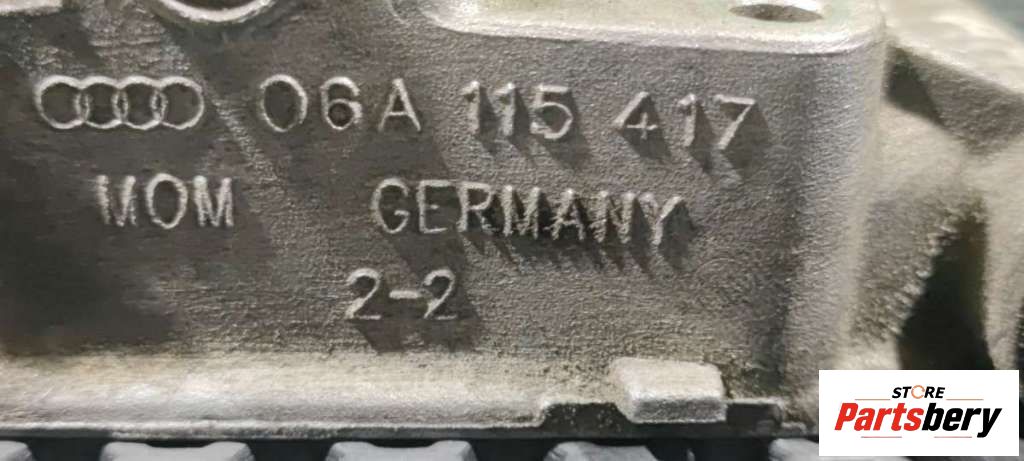 06A 115 417
MOM GERMANY
2-2
STORE
Partsbery